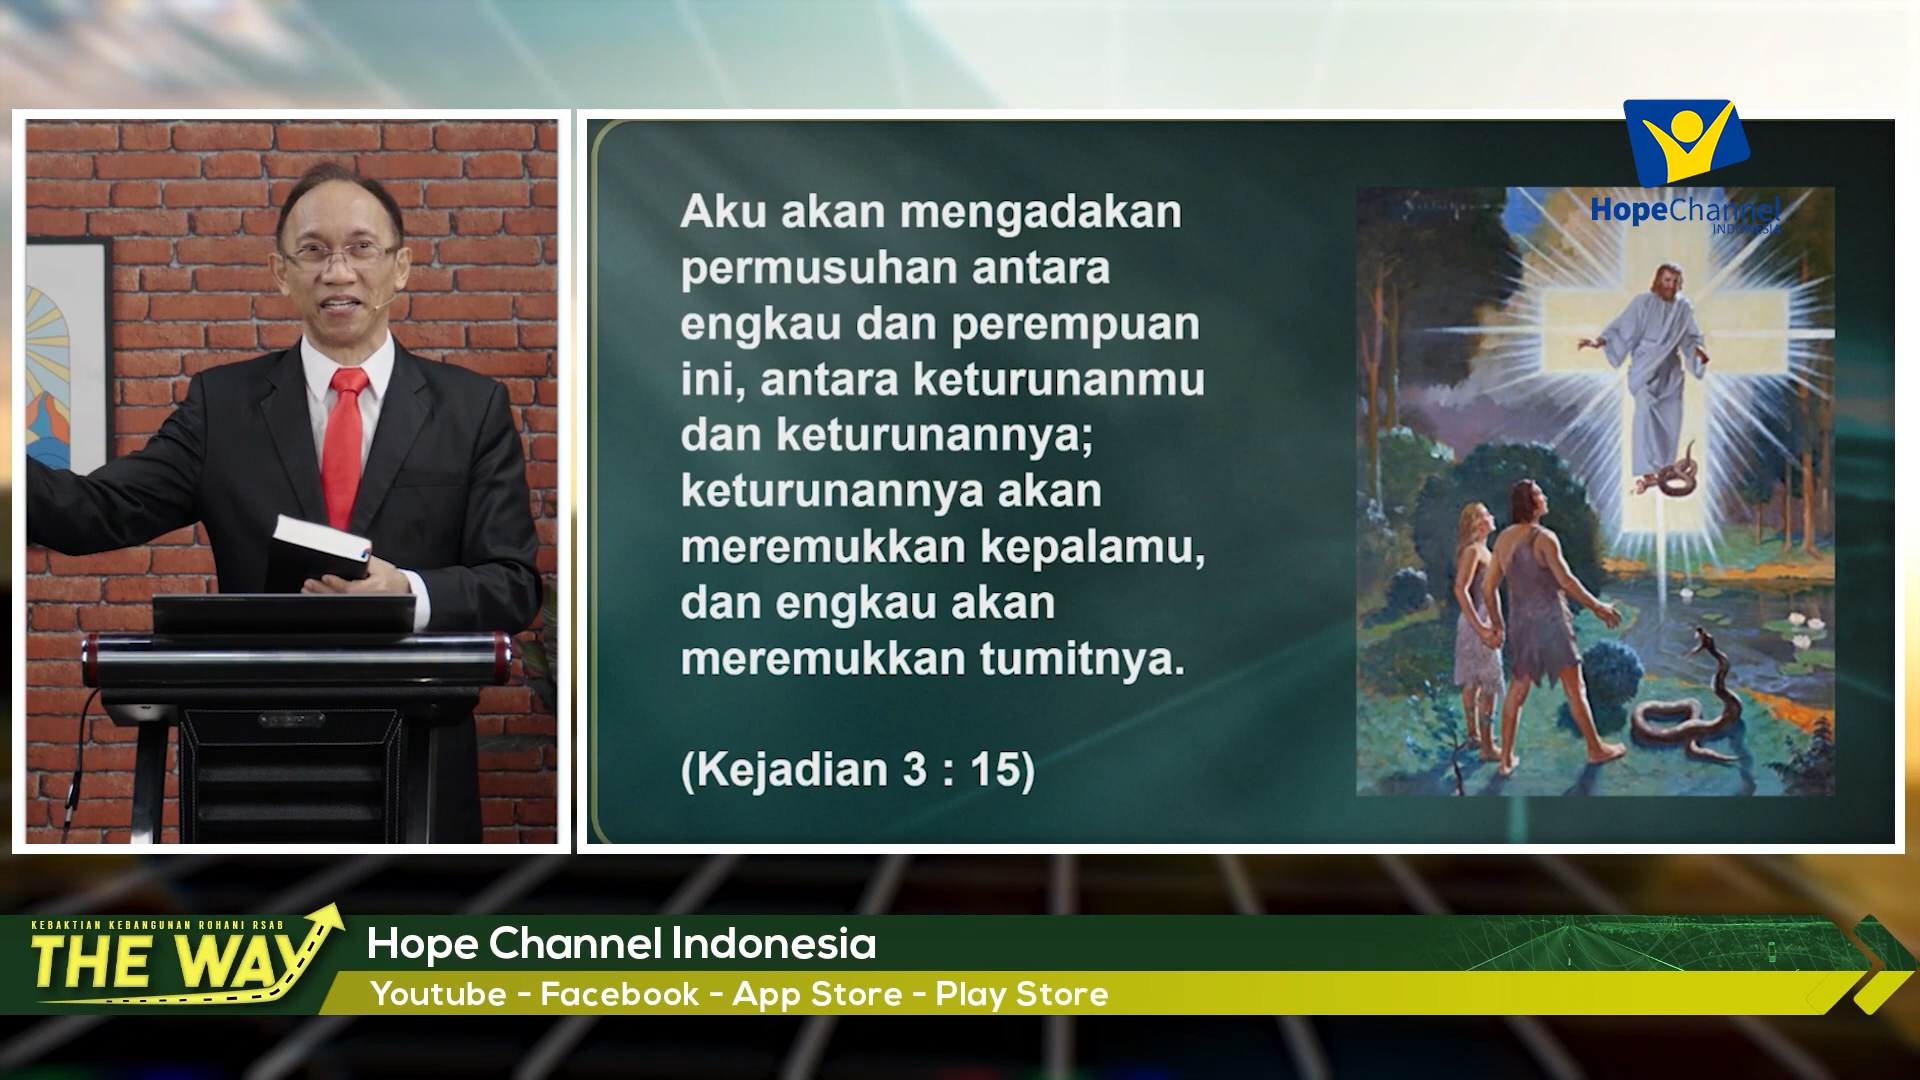 HopeChannel
INDONESIA
Aku akan mengadakan
permusuhan antara
engkau dan perempuan
ini, antara keturunanmu
dan keturunannya;
keturunannya akan
meremukkan kepalamu,
dan engkau akan
meremukkan tumitnya.
(Kejadian 3 : 15)
KEBAKTIAN KEBANGUNAN ROHANI RSAB
THE WAY
Hope Channel Indonesia
Youtube - Facebook - App Store - Play Store